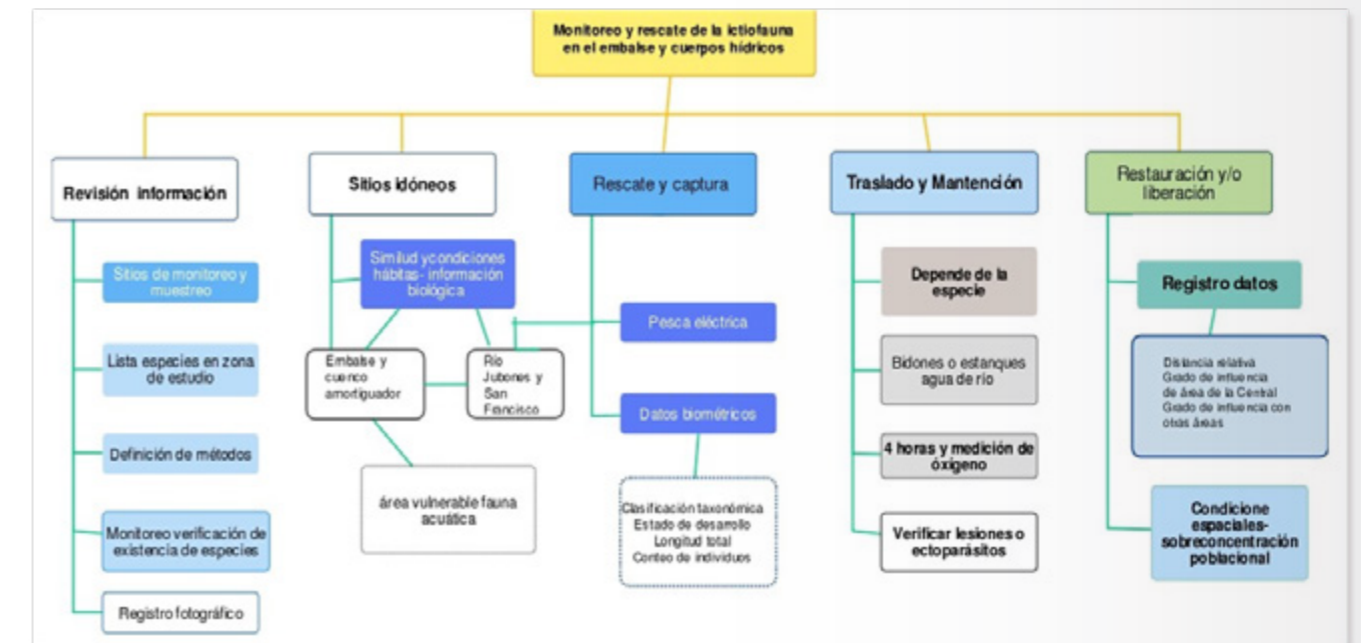 Monitoreo y rescate de la ictiofauna
en el embalse y cuerpos hídricos
Revisión información
Sitios de monitoreo y
muestreo
Lista especies en zona
de estudio
Definición de métodos
Monitoreo verificación de
existencia de especies
Registro fotográfico
Sitios idóneos
Similud ycondiciones
hábitas- información
biológica
Embalse y
cuenco
amortiguador
Río
Jubones y
San
Francisco
área vulnerable fauna
acuática
Rescate y captura
Pesca eléctrica
Datos biométricos
Clasificación taxonómica
Estado de desarrollo
Longitud total
Conteo de individuos
Traslado y Mantención
Depende de la
especie
Bidones o estanques
agua de río
4 horas y medición de
óxigeno
Verificar lesiones o
ectoparásitos
Restauración y/o
liberación
Registro datos
Distáncia relativa
Grado de influencia
de área de la Central
Grado de influencia con
otras áreas
Condicione
espaciales-
sobreconcentración
poblacional